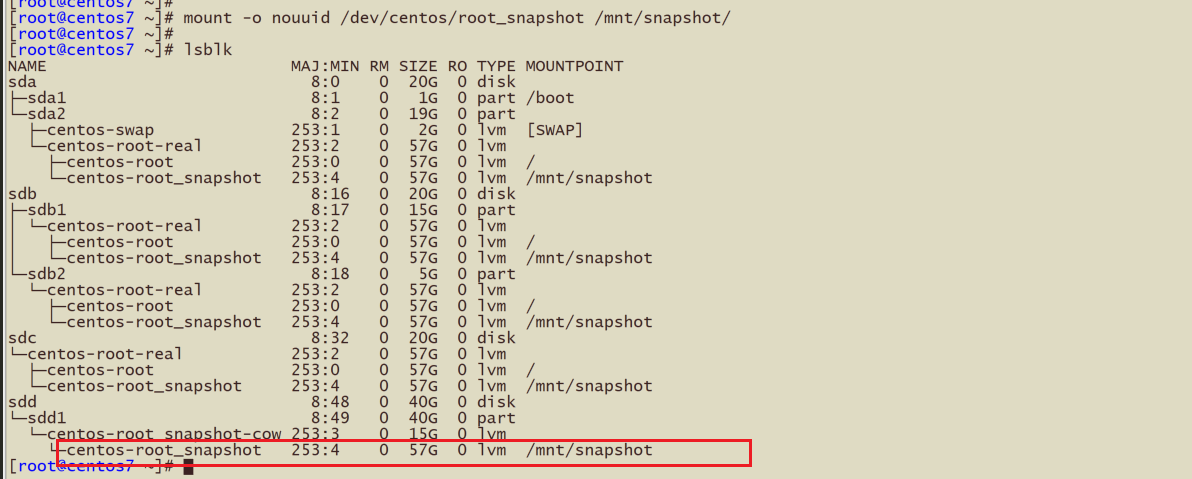 [root@centos7 ~]#
[root@centos7 ~]# mount -o nouuid /dev/centos/root_snapshot /mnt/snapshot/
[root@centos7 ~]#
[root@centos7 ~]# lsblk
NAME                         MAJ:MIN RM  SIZE RO TYPE MOUNTPOINT
sda                            8:0    0   20G  0 disk
├─sda1                         8:1    0    1G  0 part /boot
└─sda2                         8:2    0   19G  0 part
  ├─centos-swap              253:1    0    2G  0 lvm  [SWAP]
  └─centos-root-real         253:2    0   57G  0 lvm
    ├─centos-root            253:0    0   57G  0 lvm  /
    └─centos-root_snapshot   253:4    0   57G  0 lvm  /mnt/snapshot
sdb                            8:16   0   20G  0 disk
├─sdb1                         8:17   0   15G  0 part
│ └─centos-root-real         253:2    0   57G  0 lvm
│   ├─centos-root            253:0    0   57G  0 lvm  /
│   └─centos-root_snapshot   253:4    0   57G  0 lvm  /mnt/snapshot
└─sdb2                         8:18   0    5G  0 part
  └─centos-root-real         253:2    0   57G  0 lvm
    ├─centos-root            253:0    0   57G  0 lvm  /
    └─centos-root_snapshot   253:4    0   57G  0 lvm  /mnt/snapshot
sdc                            8:32   0   20G  0 disk
└─centos-root-real           253:2    0   57G  0 lvm
  ├─centos-root              253:0    0   57G  0 lvm  /
  └─centos-root_snapshot     253:4    0   57G  0 lvm  /mnt/snapshot
sdd                            8:48   0   40G  0 disk
└─sdd1                         8:49   0   40G  0 part
  └─centos-root_snapshot-cow 253:3    0   15G  0 lvm
    └─centos-root_snapshot   253:4    0   57G  0 lvm  /mnt/snapshot
[root@centos7 ~]#